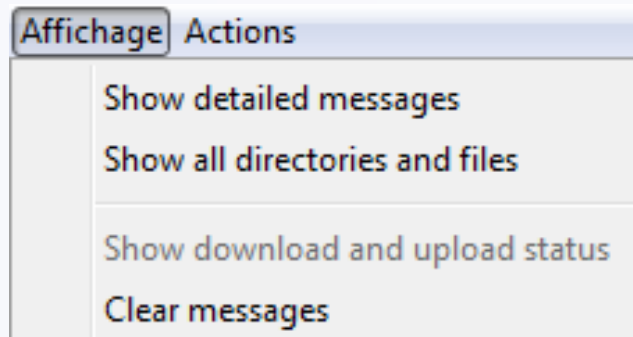 Affichage Actions
Show detailed messages
Show all directories and files
Show download and upload status
Clear messages